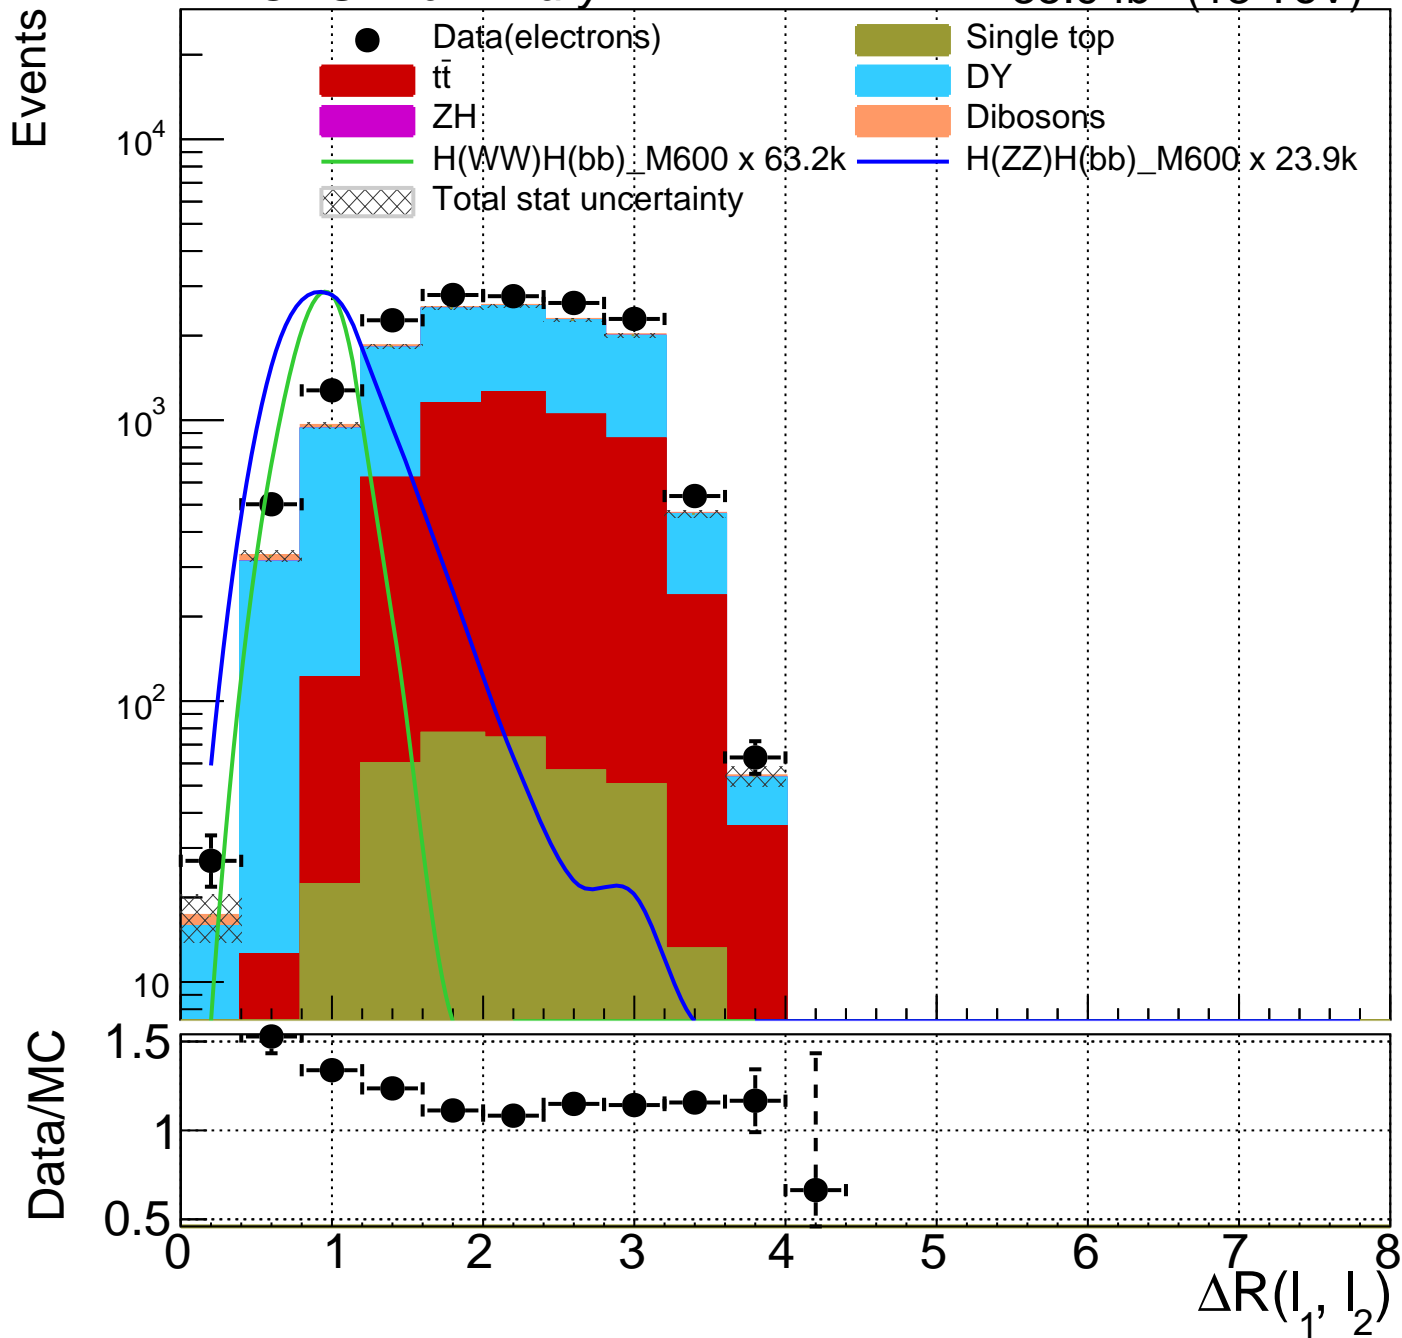 Events
Data(electrons)
Single top
tt̄
DY
ZH
Dibosons
H(WW)H(bb)_M600 x 63.2k
H(ZZ)H(bb)_M600 x 23.9k
Total stat uncertainty
10⁴
10³
10²
10
Data/MC
1.5
1
0.5
0 1 2 3 4 5 6 7 8
ΔR(l₁, l₂)